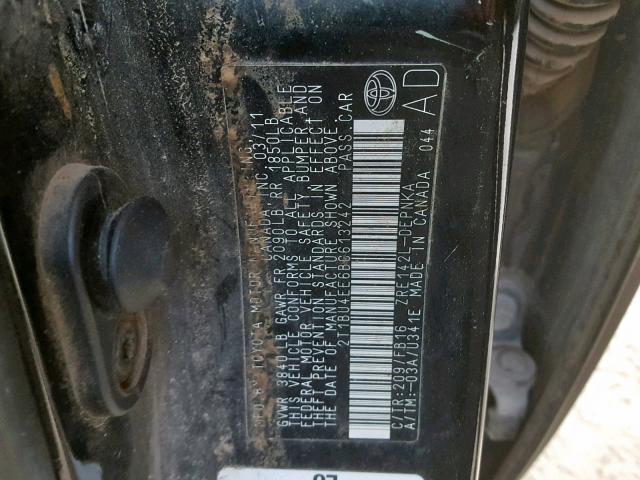 MFD. BY TOYOTA MOTOR INC. 03/11
GVWR 3840LB GAWR FR 2090LB RR 1850LB
THIS VEHICLE CONFORMS TO ALL APPLICABLE
FEDERAL MOTOR VEHICLE SAFETY, BUMPER AND
THEFT PREVENTION STANDARDS IN EFFECT ON
THE DATE OF MANUFACTURE SHOWN ABOVE.
2T1BU4EE6BC613242 PASS.CAR
C/TR:209/FB16 ZRE142L-DEPNKA
A/TM:-03A/U341E MADE IN CANADA 044
AD